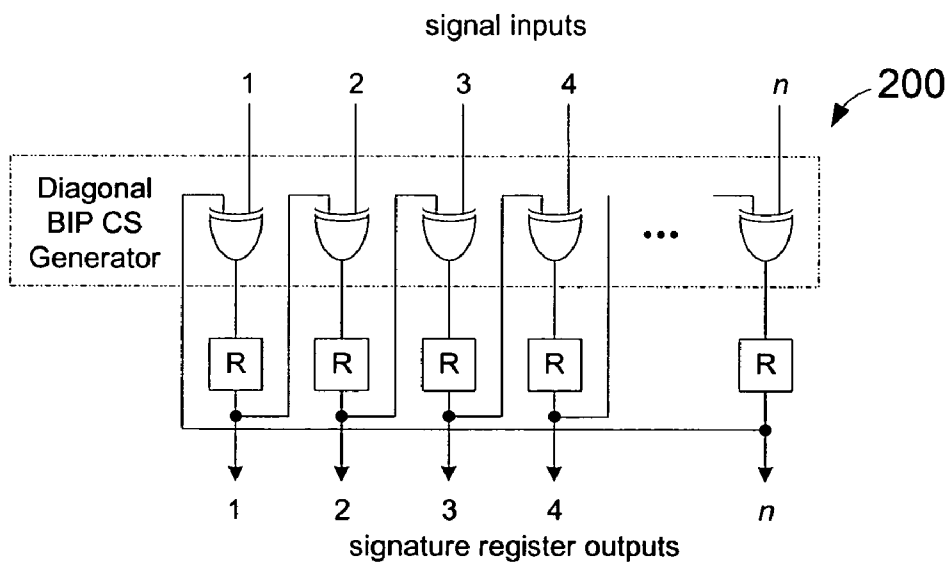 signal inputs
1 2 3 4 n
200
Diagonal
BIP CS
Generator
...
R R R R R
1 2 3 4 n
signature register outputs